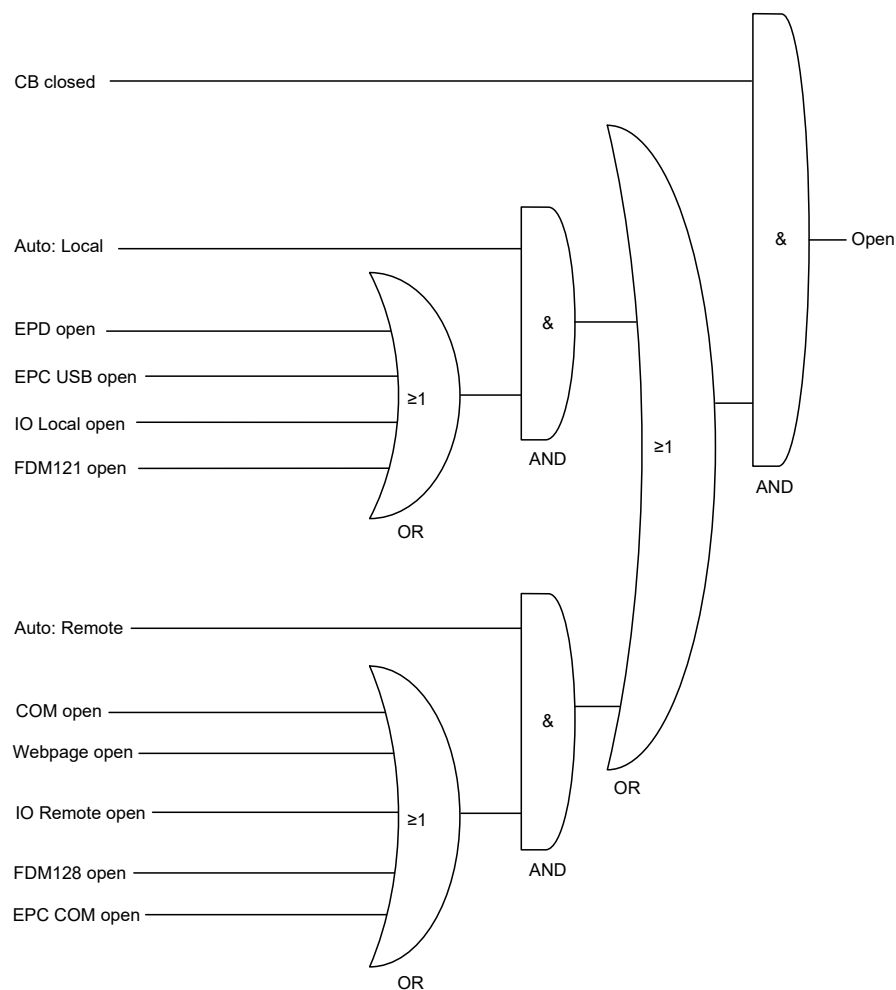 CB closed
Auto: Local
EPD open
EPC USB open
IO Local open
FDM121 open
≥1
OR
&
AND
Auto: Remote
COM open
Webpage open
IO Remote open
FDM128 open
EPC COM open
≥1
OR
&
AND
≥1
OR
&
AND
Open